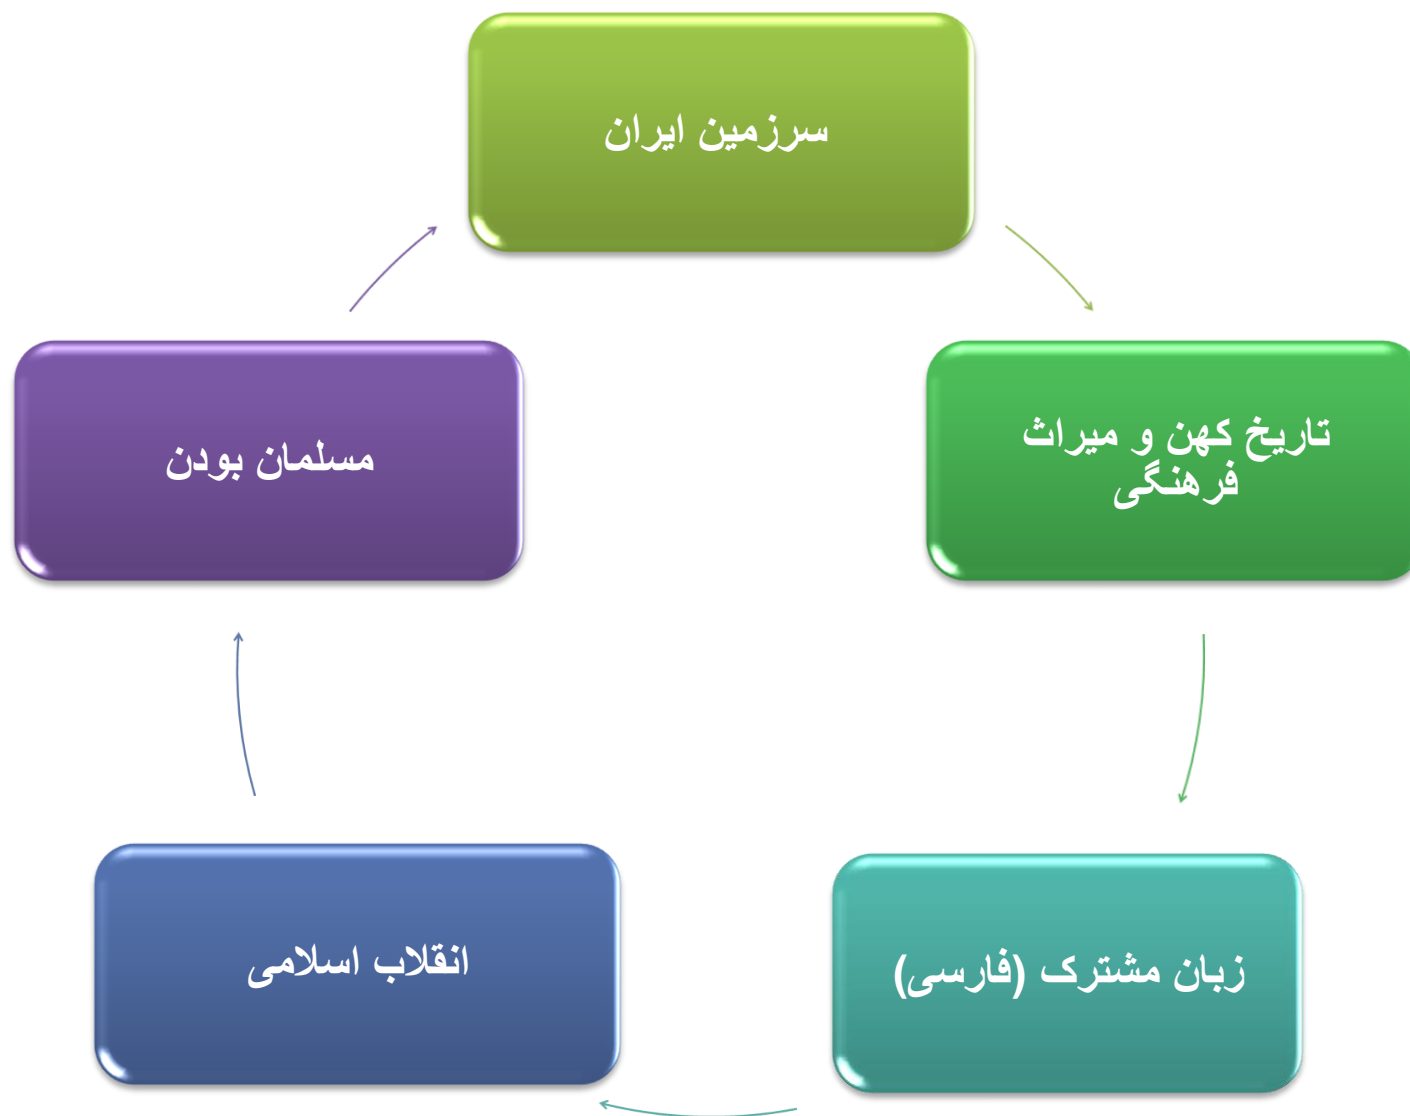 سرزمین ایران
تاریخ کهن و میراث
فرهنگی
زبان مشترک (فارسی)
انقلاب اسلامی
مسلمان بودن